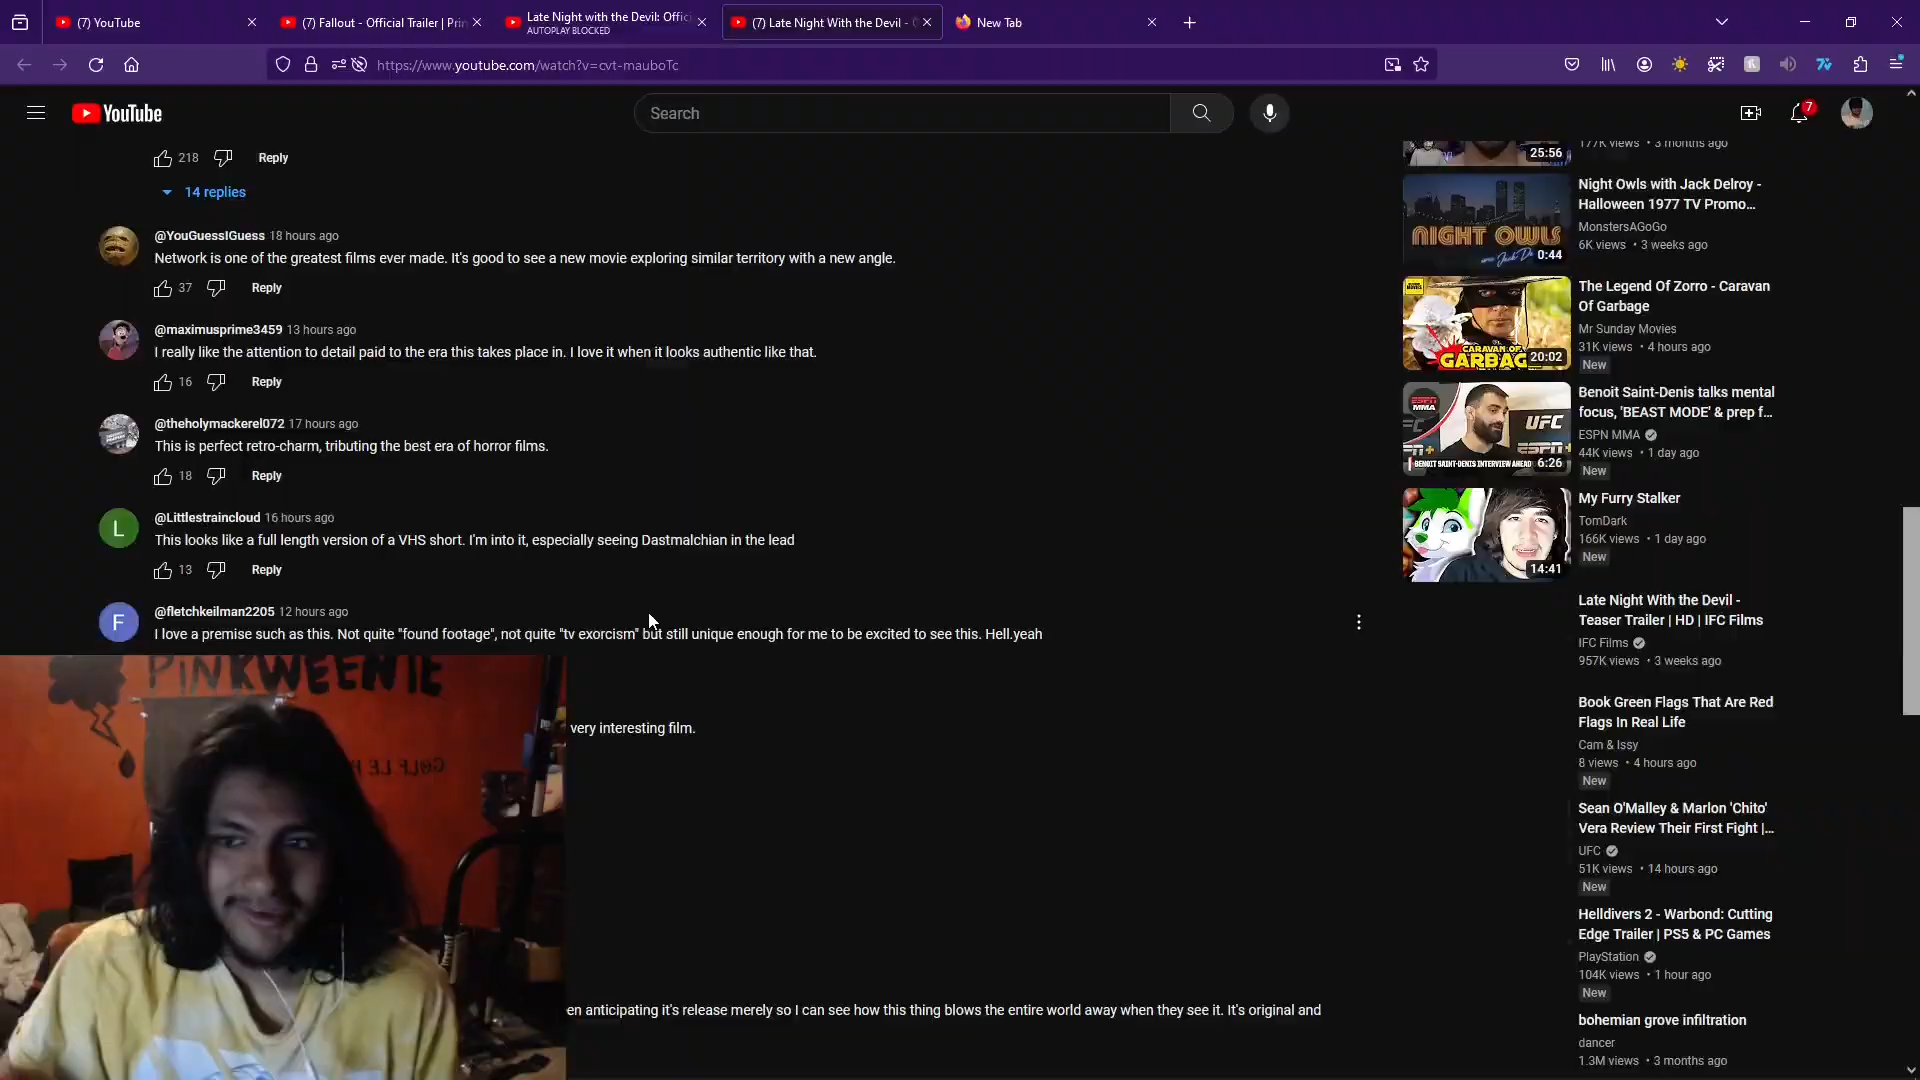 (7) YouTube
(7) Fallout - Official Trailer | Prin
Late Night with the Devil: Offic
AUTOPLAY BLOCKED
(7) Late Night With the Devil -
New Tab
https://www.youtube.com/watch?v=cvt-mauboTc
YouTube
Search
7
218
Reply
14 replies
@YouGuessIGuess 18 hours ago
Network is one of the greatest films ever made. It's good to see a new movie exploring similar territory with a new angle.
37
Reply
@maximusprime3459 13 hours ago
I really like the attention to detail paid to the era this takes place in. I love it when it looks authentic like that.
16
Reply
@theholymackerel072 17 hours ago
This is perfect retro-charm, tributing the best era of horror films.
18
Reply
L
@Littlestraincloud 16 hours ago
This looks like a full length version of a VHS short. I'm into it, especially seeing Dastmalchian in the lead
13
Reply
F
@fletchkeilman2205 12 hours ago
I love a premise such as this. Not quite "found footage", not quite "tv exorcism" but still unique enough for me to be excited to see this. Hell.yeah
very interesting film.
en anticipating it's release merely so I can see how this thing blows the entire world away when they see it. It's original and
PINKWEENIE
25:56
177K views • 3 months ago
NIGHT OWLS
0:44
Night Owls with Jack Delroy -
Halloween 1977 TV Promo...
MonstersAGoGo
6K views • 3 weeks ago
CARAVAN OF
GARBAG
20:02
The Legend Of Zorro - Caravan
Of Garbage
Mr Sunday Movies
31K views • 4 hours ago
New
ESPN
MMA
UFC
BENOIT SAINT-DENIS INTERVIEW AHEAD
6:26
Benoit Saint-Denis talks mental
focus, 'BEAST MODE' & prep f...
ESPN MMA
44K views • 1 day ago
New
14:41
My Furry Stalker
TomDark
166K views • 1 day ago
New
Late Night With the Devil -
Teaser Trailer | HD | IFC Films
IFC Films
957K views • 3 weeks ago
Book Green Flags That Are Red
Flags In Real Life
Cam & Issy
8 views • 4 hours ago
New
Sean O'Malley & Marlon 'Chito'
Vera Review Their First Fight |...
UFC
51K views • 14 hours ago
New
Helldivers 2 - Warbond: Cutting
Edge Trailer | PS5 & PC Games
PlayStation
104K views • 1 hour ago
New
bohemian grove infiltration
dancer
1.3M views • 3 months ago